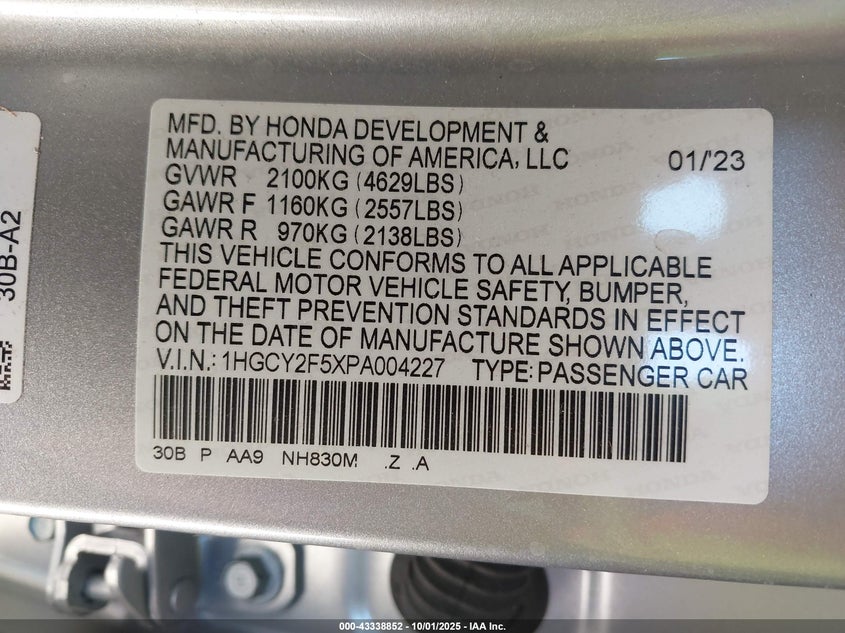 MFD. BY HONDA DEVELOPMENT &
MANUFACTURING OF AMERICA, LLC 01/'23
GVWR 2100KG (4629LBS)
GAWR F 1160KG (2557LBS)
GAWR R 970KG (2138LBS)
THIS VEHICLE CONFORMS TO ALL APPLICABLE
FEDERAL MOTOR VEHICLE SAFETY, BUMPER,
AND THEFT PREVENTION STANDARDS IN EFFECT
ON THE DATE OF MANUFACTURE SHOWN ABOVE.
V.I.N.: 1HGCY2F5XPA004227 TYPE: PASSENGER CAR
30B P AA9 NH830M .Z .A
30B-A2
000-43338852 - 10/01/2025 - IAA Inc.